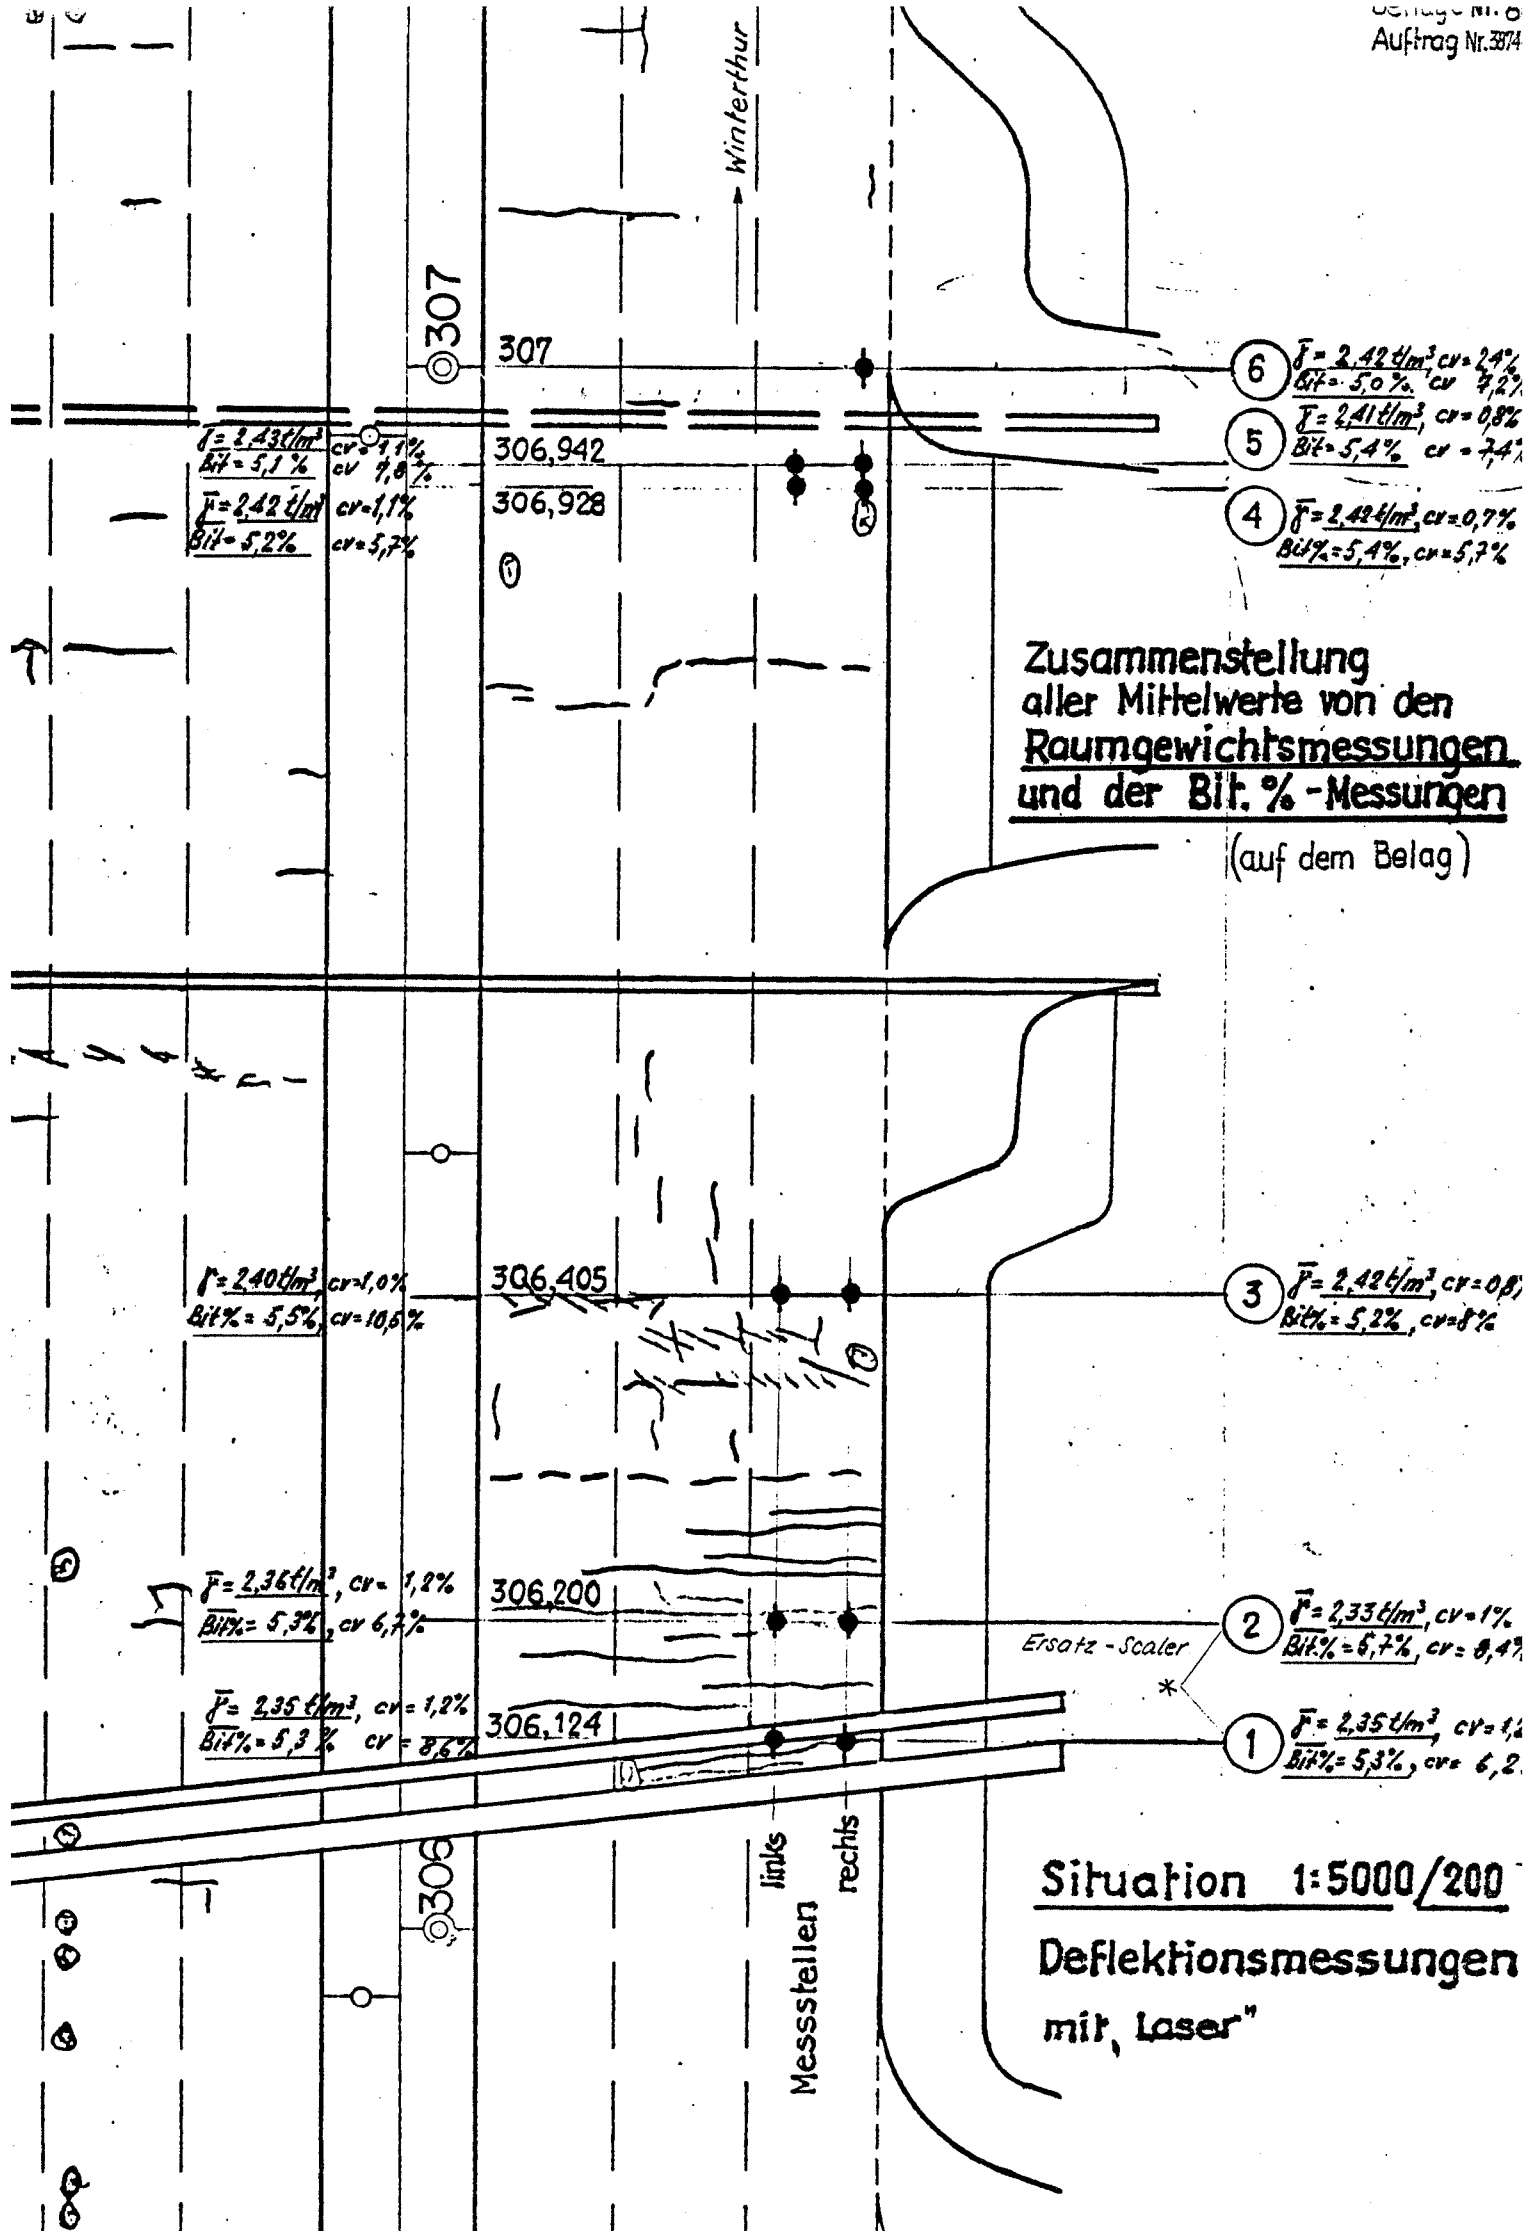 Auftrag Nr. 3874
Winterthur
307
307
6
γ̅ = 2,42 t/m³, cv = 2,4%
Bit = 5,0 %, cv 7,2%
5
γ̅ = 2,41 t/m³, cv = 0,8%
Bit = 5,4% cv = 7,4%
γ̅ = 2,43 t/m³ cv = 1,1%
Bit = 5,1 % cv 7,8 %
306,942
306,928
4
γ̅ = 2,42 t/m³, cv = 0,7%
Bit% = 5,4%, cv = 5,7%
γ̅ = 2,42 t/m³ cv = 1,1%
Bit = 5,2% cv = 5,7%
Zusammenstellung
aller Mittelwerte von den
Raumgewichtsmessungen
und der Bit. % - Messungen
(auf dem Belag)
γ̅ = 2,40 t/m³, cv = 1,0%
Bit% = 5,5%, cv = 10,5%
306,405
3
γ̅ = 2,42 t/m³, cv = 0,8%
Bit% = 5,2%, cv = 8%
γ̅ = 2,36 t/m³, cv = 1,2%
Bit% = 5,3%, cv 6,7%
306,200
2
γ̅ = 2,33 t/m³, cv = 1%
Bit% = 5,7%, cv = 8,4%
Ersatz - Scaler
*
γ̅ = 2,35 t/m³, cv = 1,2%
Bit% = 5,3 % cv = 8,6%
306,124
1
γ̅ = 2,35 t/m³, cv = 1,2
Bit% = 5,3%, cv = 6,2
306
links
rechts
Messstellen
Situation 1:5000/200
Deflektionsmessungen
mit „Laser"